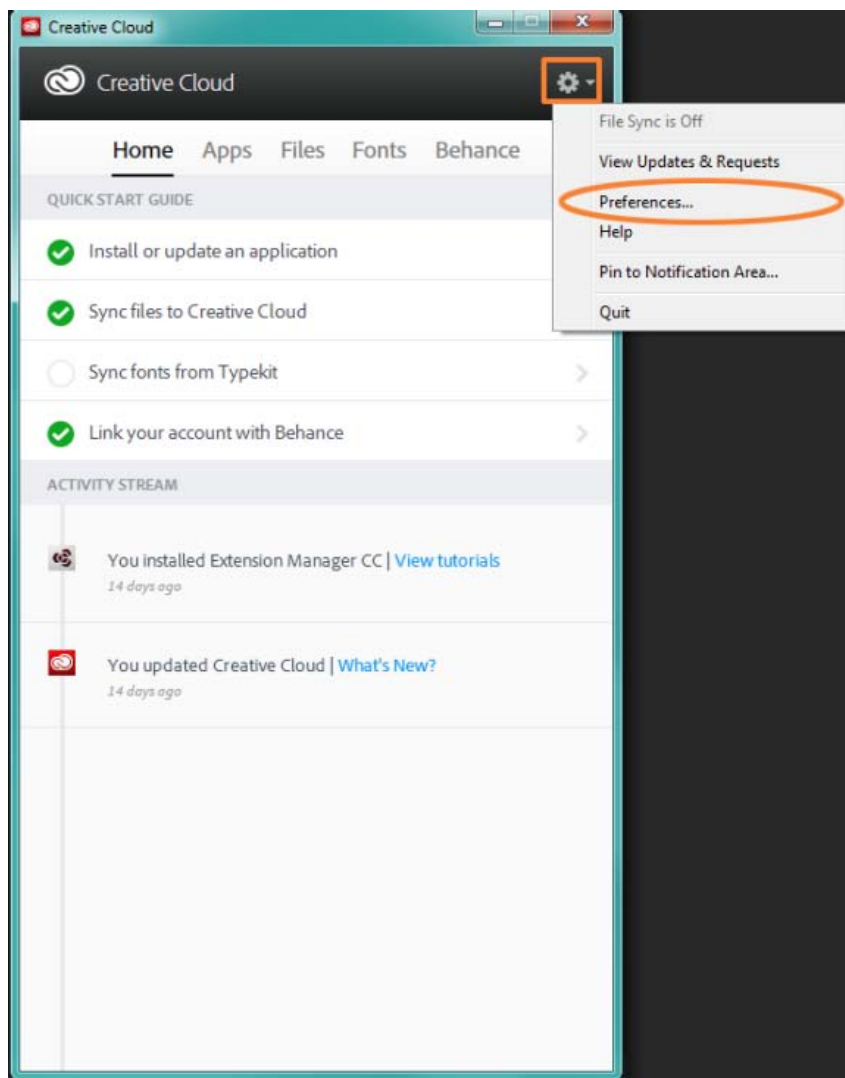 Creative Cloud
Creative Cloud
File Sync is Off
Home Apps Files Fonts Behance
View Updates & Requests
QUICK START GUIDE
Preferences...
Help
Install or update an application
Pin to Notification Area...
Sync files to Creative Cloud
Quit
Sync fonts from Typekit
Link your account with Behance
ACTIVITY STREAM
You installed Extension Manager CC | View tutorials
14 days ago
You updated Creative Cloud | What's New?
14 days ago